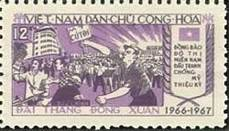 VIỆT-NAM DÂN CHỦ CỘNG-HÒA
12
XU
ĐỒNG BÀO
ĐÔ THỊ
MIỀN NAM
ĐẤU TRANH
CHỐNG
MỸ
THIỆU KỲ
ĐẠI THẮNG ĐÔNG XUÂN
1966-1967